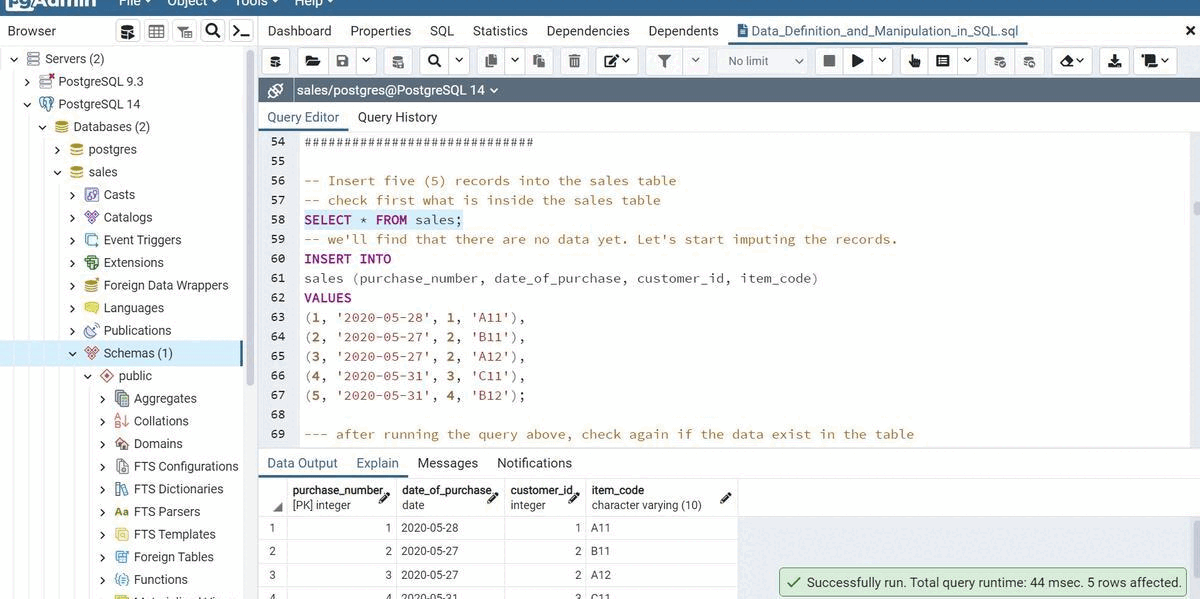 pgAdmin File Object Tools Help
Browser
Dashboard Properties SQL Statistics Dependencies Dependents Data_Definition_and_Manipulation_in_SQL.sql
No limit
sales/postgres@PostgreSQL 14
Query Editor Query History
Servers (2)
PostgreSQL 9.3
PostgreSQL 14
Databases (2)
postgres
sales
Casts
Catalogs
Event Triggers
Extensions
Foreign Data Wrappers
Languages
Publications
Schemas (1)
public
Aggregates
Collations
Domains
FTS Configurations
FTS Dictionaries
FTS Parsers
FTS Templates
Foreign Tables
Functions
54 #############################
55
56 -- Insert five (5) records into the sales table
57 -- check first what is inside the sales table
58 SELECT * FROM sales;
59 -- we'll find that there are no data yet. Let's start imputing the records.
60 INSERT INTO
61 sales (purchase_number, date_of_purchase, customer_id, item_code)
62 VALUES
63 (1, '2020-05-28', 1, 'A11'),
64 (2, '2020-05-27', 2, 'B11'),
65 (3, '2020-05-27', 2, 'A12'),
66 (4, '2020-05-31', 3, 'C11'),
67 (5, '2020-05-31', 4, 'B12');
68
69 --- after running the query above, check again if the data exist in the table
Data Output Explain Messages Notifications
purchase_number date_of_purchase customer_id item_code
[PK] integer date integer character varying (10)
1 1 2020-05-28 1 A11
2 2 2020-05-27 2 B11
3 3 2020-05-27 2 A12
4 4 2020-05-31 3 C11
Successfully run. Total query runtime: 44 msec. 5 rows affected.